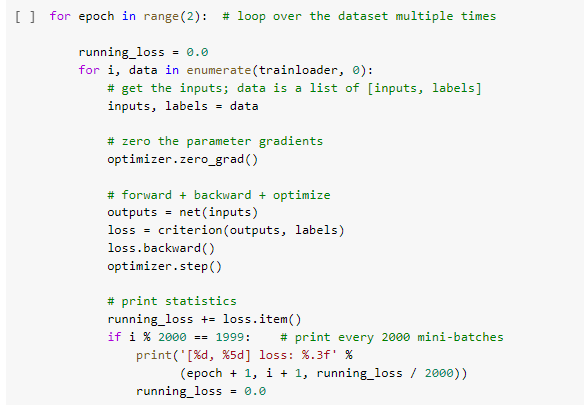 [ ] for epoch in range(2):  # loop over the dataset multiple times
running_loss = 0.0
for i, data in enumerate(trainloader, 0):
# get the inputs; data is a list of [inputs, labels]
inputs, labels = data
# zero the parameter gradients
optimizer.zero_grad()
# forward + backward + optimize
outputs = net(inputs)
loss = criterion(outputs, labels)
loss.backward()
optimizer.step()
# print statistics
running_loss += loss.item()
if i % 2000 == 1999:    # print every 2000 mini-batches
print('[%d, %5d] loss: %.3f' %
(epoch + 1, i + 1, running_loss / 2000))
running_loss = 0.0